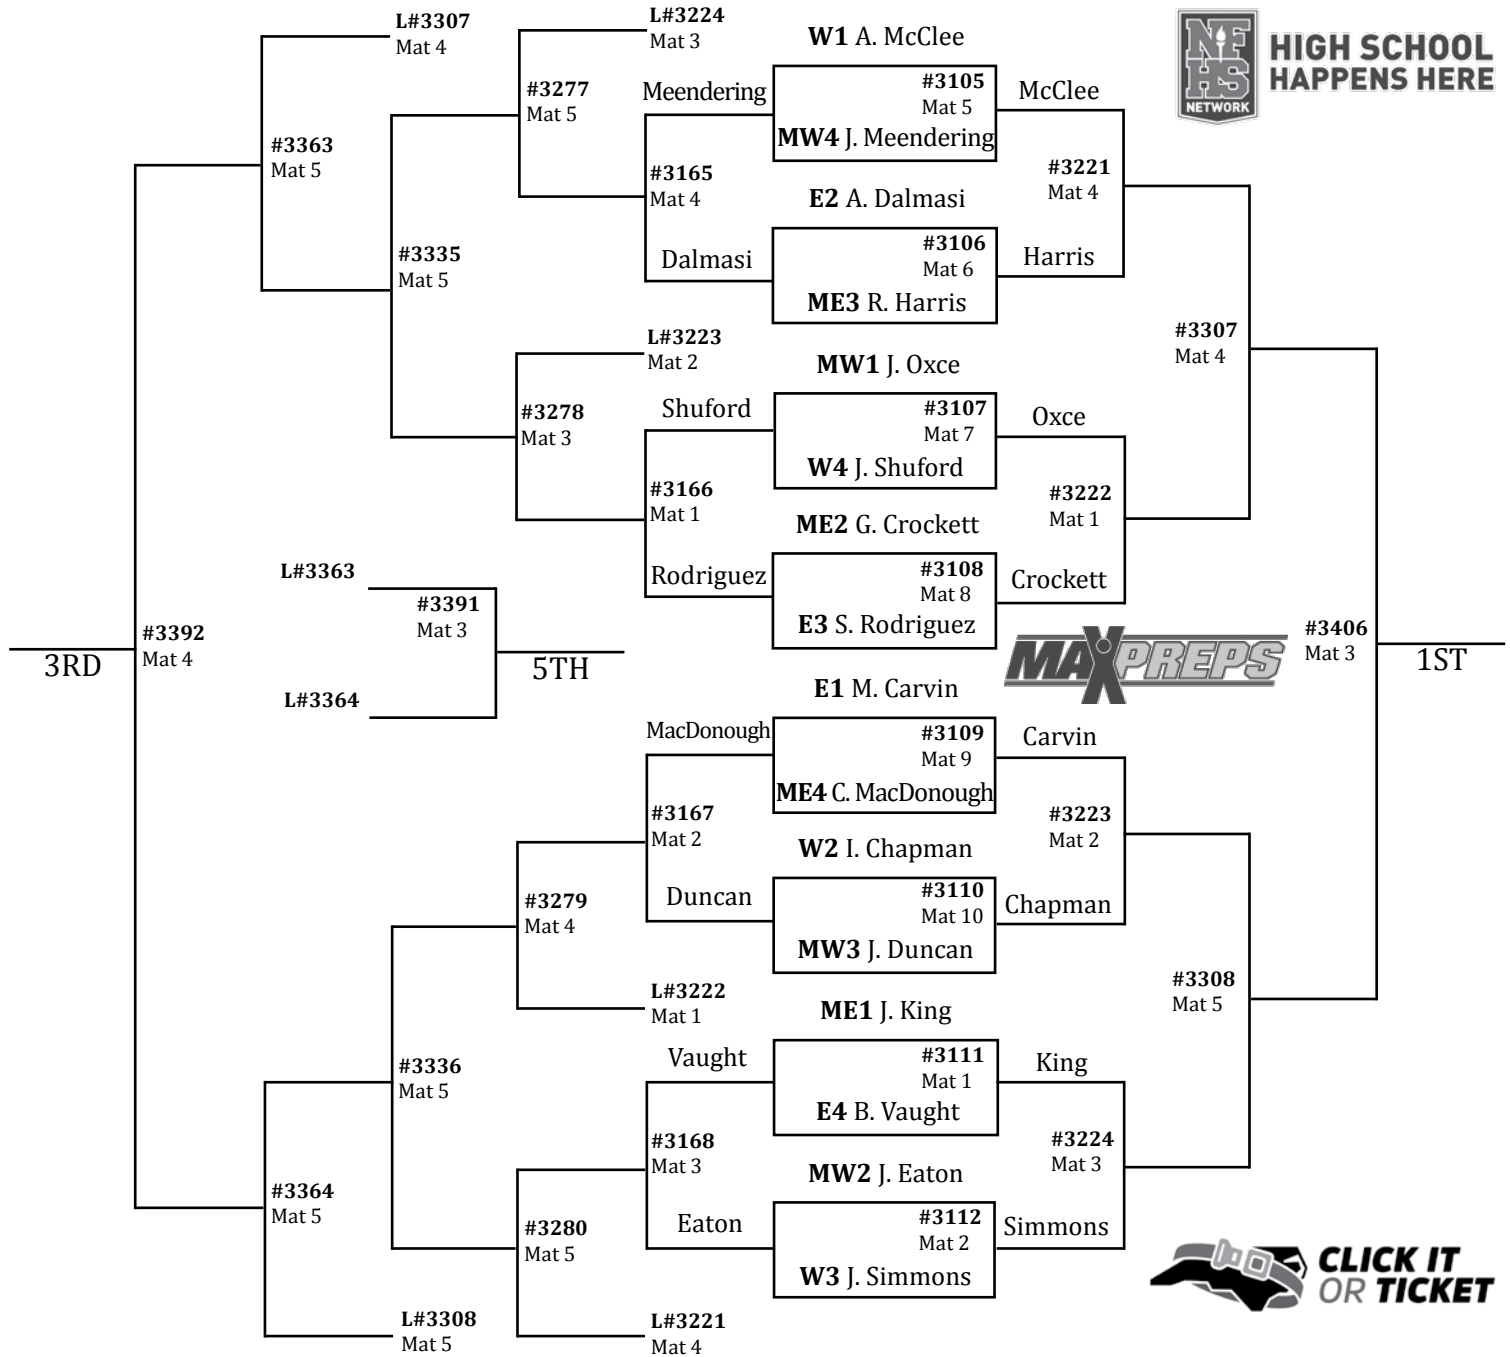 L#3307
Mat 4
L#3224
Mat 3
W1 A. McClee
NFHS
NETWORK
HIGH SCHOOL
HAPPENS HERE
#3277
Mat 5
Meendering
#3105
Mat 5
McClee
MW4 J. Meendering
#3363
Mat 5
#3165
Mat 4
#3221
Mat 4
E2 A. Dalmasi
#3335
Mat 5
Dalmasi
#3106
Mat 6
Harris
ME3 R. Harris
L#3223
Mat 2
#3307
Mat 4
MW1 J. Oxce
#3278
Mat 3
Shuford
#3107
Mat 7
Oxce
W4 J. Shuford
#3166
Mat 1
#3222
Mat 1
ME2 G. Crockett
L#3363
Rodriguez
#3108
Mat 8
Crockett
E3 S. Rodriguez
#3391
Mat 3
#3392
Mat 4
3RD
5TH
MAXPREPS
#3406
Mat 3
1ST
L#3364
E1 M. Carvin
MacDonough
#3109
Mat 9
Carvin
ME4 C. MacDonough
#3167
Mat 2
#3223
Mat 2
W2 I. Chapman
#3279
Mat 4
Duncan
#3110
Mat 10
Chapman
MW3 J. Duncan
L#3222
Mat 1
#3308
Mat 5
ME1 J. King
#3336
Mat 5
Vaught
#3111
Mat 1
King
E4 B. Vaught
#3168
Mat 3
#3224
Mat 3
MW2 J. Eaton
#3364
Mat 5
#3280
Mat 5
Eaton
#3112
Mat 2
Simmons
W3 J. Simmons
CLICK IT
OR TICKET
L#3308
Mat 5
L#3221
Mat 4